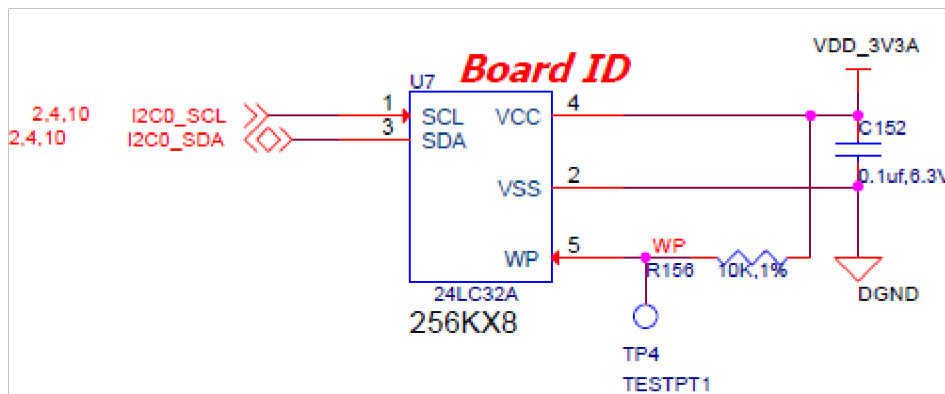 VDD_3V3A
Board ID
U7
2,4,10 I2C0_SCL 1 SCL VCC 4
2,4,10 I2C0_SDA 3 SDA
C152
0.1uf,6.3V
VSS 2
WP 5 WP
R156 10K,1%
24LC32A
256KX8
DGND
TP4
TESTPT1